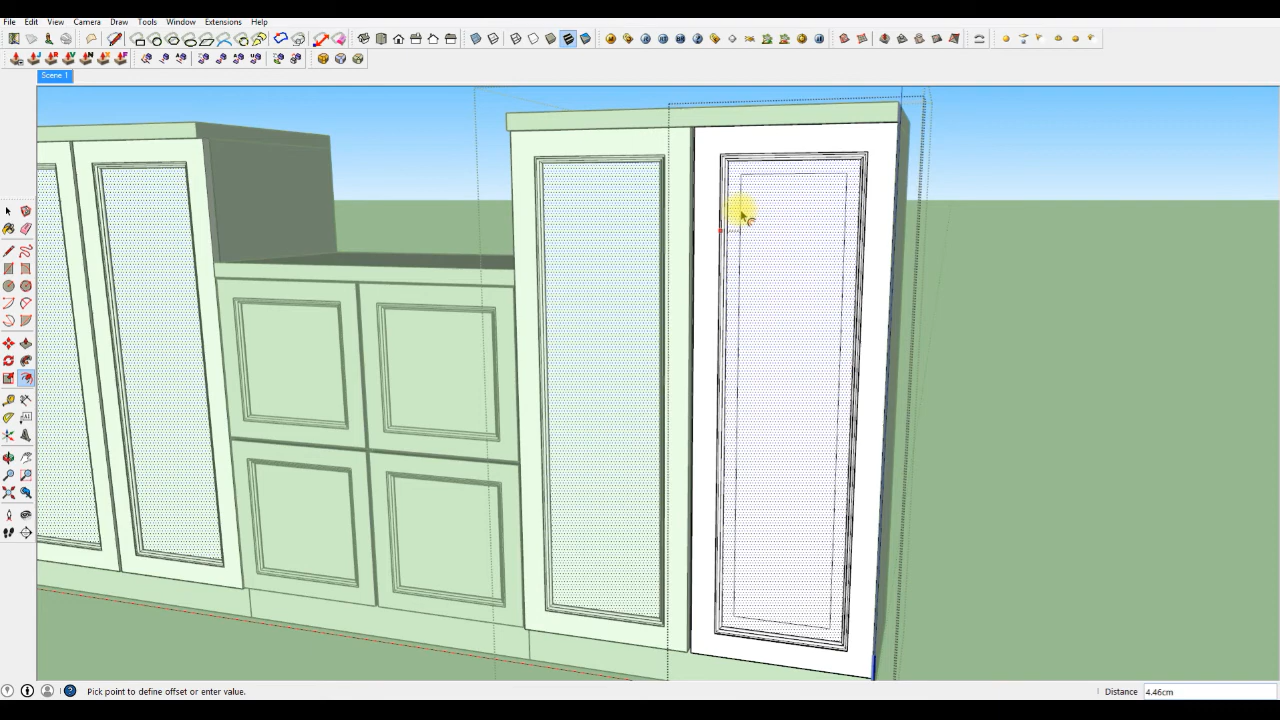 File Edit View Camera Draw Tools Window Extensions Help
Scene 1
Pick point to define offset or enter value. Distance 4.46cm